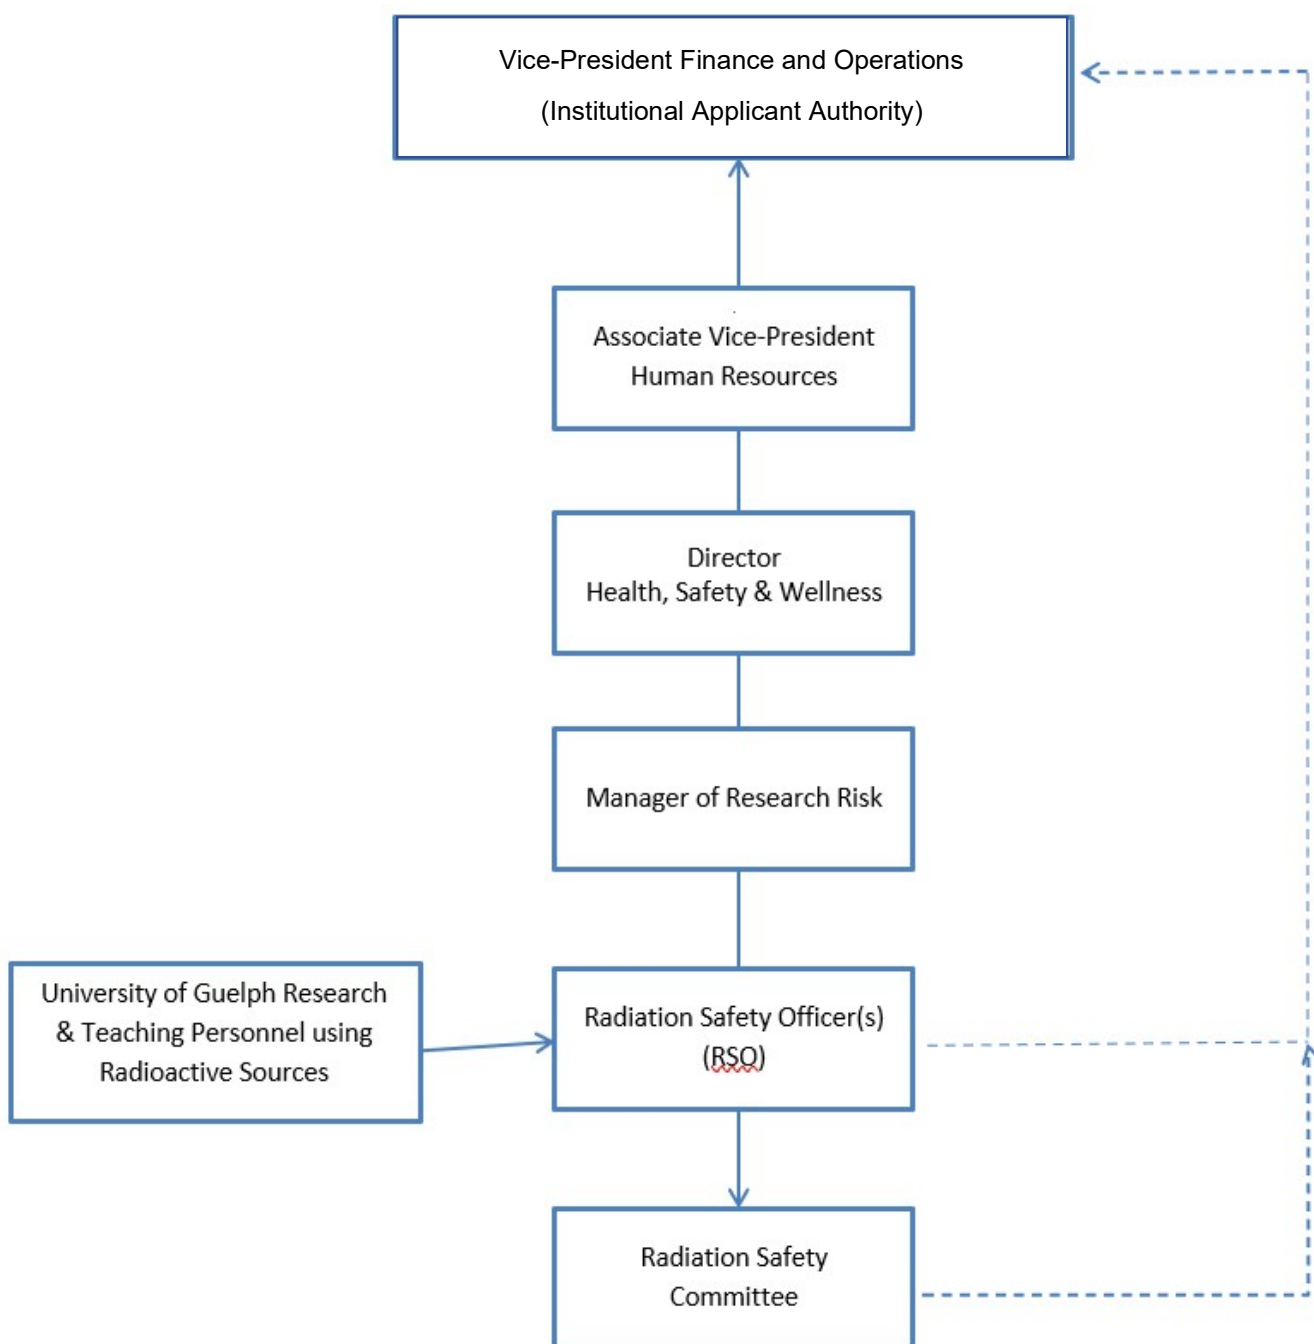 Vice-President Finance and Operations
(Institutional Applicant Authority)
Associate Vice-President
Human Resources
Director
Health, Safety & Wellness
Manager of Research Risk
University of Guelph Research
& Teaching Personnel using
Radioactive Sources
Radiation Safety Officer(s)
(RSO)
Radiation Safety
Committee